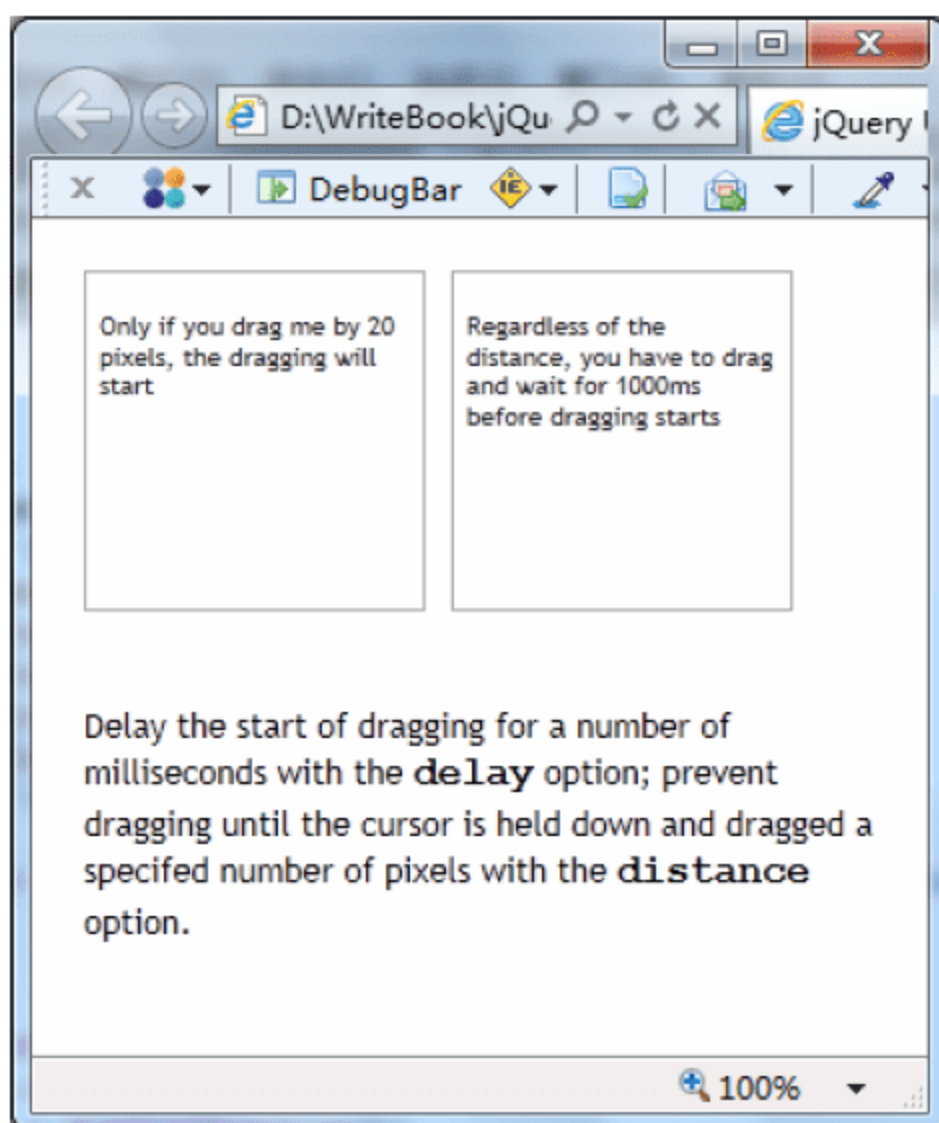 D:\WriteBook\jQu
jQuery
DebugBar
Only if you drag me by 20
pixels, the dragging will
start
Regardless of the
distance, you have to drag
and wait for 1000ms
before dragging starts
Delay the start of dragging for a number of
milliseconds with the delay option; prevent
dragging until the cursor is held down and dragged a
specifed number of pixels with the distance
option.
100%